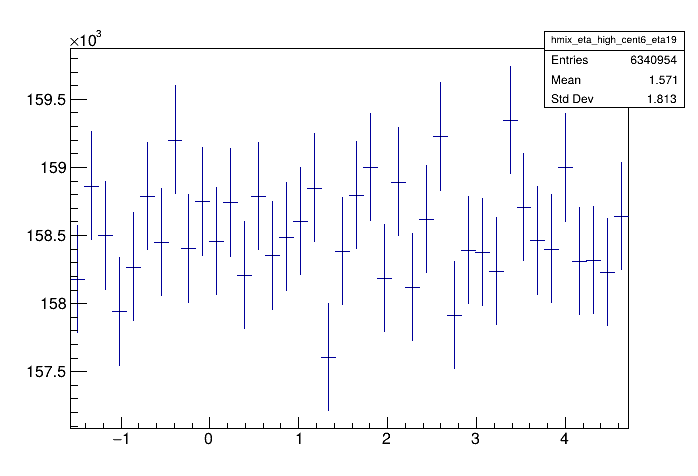 ×10³
hmix_eta_high_cent6_eta19
Entries 6340954
Mean 1.571
Std Dev 1.813
159.5
159
158.5
158
157.5
−1 0 1 2 3 4